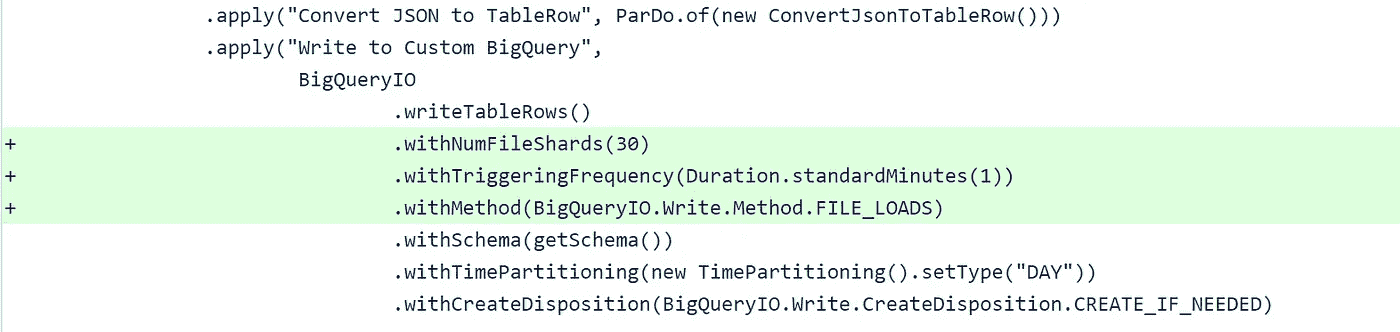 .apply("Convert JSON to TableRow", ParDo.of(new ConvertJsonToTableRow()))
.apply("Write to Custom BigQuery",
BigQueryIO
.writeTableRows()
+ .withNumFileShards(30)
+ .withTriggeringFrequency(Duration.standardMinutes(1))
+ .withMethod(BigQueryIO.Write.Method.FILE_LOADS)
.withSchema(getSchema())
.withTimePartitioning(new TimePartitioning().setType("DAY"))
.withCreateDisposition(BigQueryIO.Write.CreateDisposition.CREATE_IF_NEEDED)